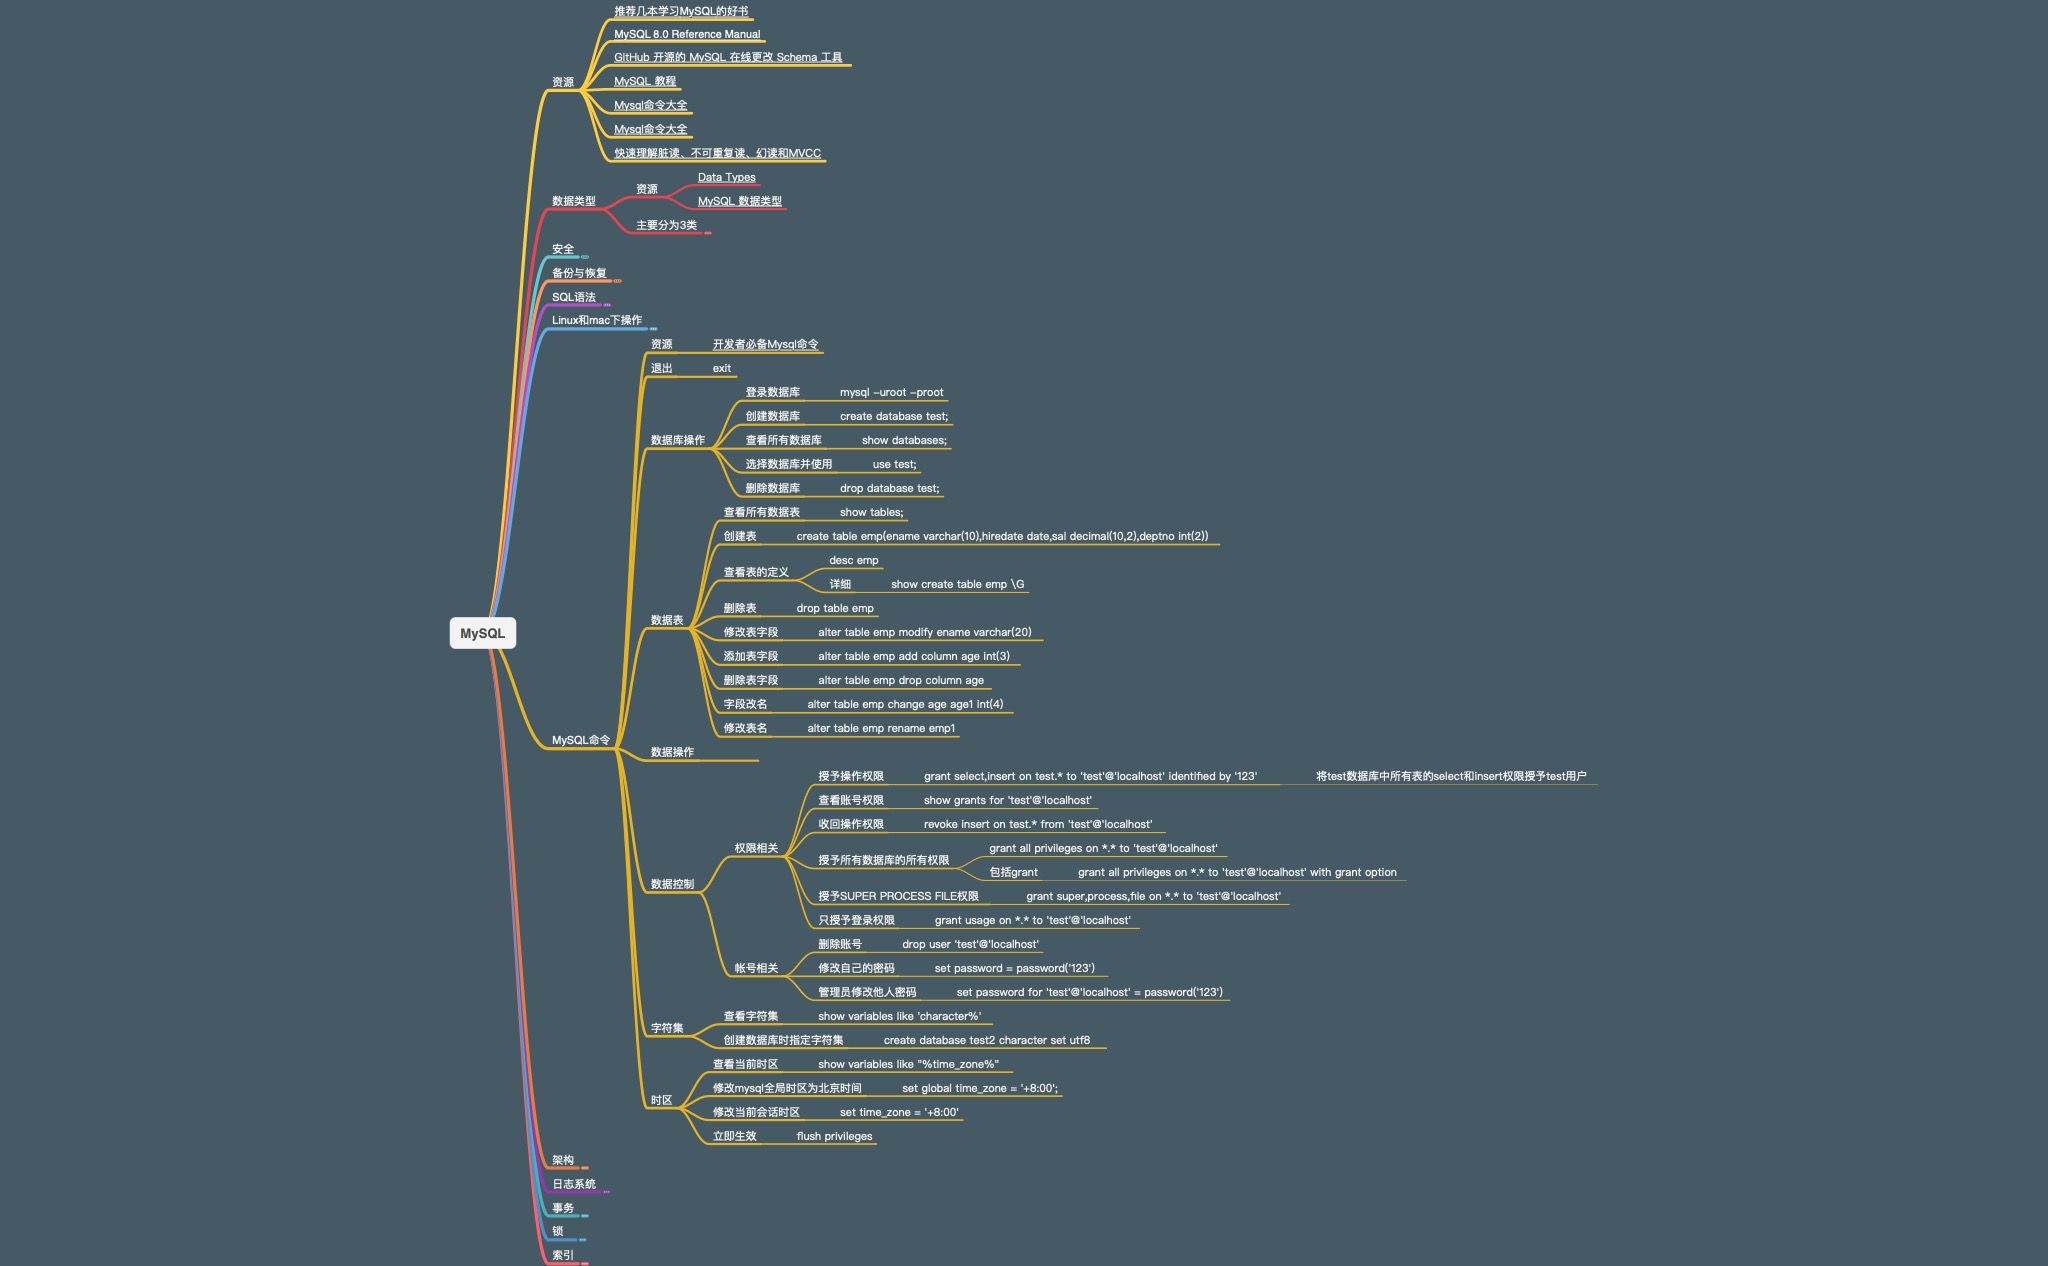 推荐几本学习MySQL的好书
MySQL 8.0 Reference Manual
GitHub 开源的 MySQL 在线更改 Schema 工具
资源
MySQL 教程
Mysql命令大全
Mysql命令大全
快速理解脏读、不可重复读、幻读和MVCC
数据类型
资源
Data Types
MySQL 数据类型
主要分为3类
安全
备份与恢复
SQL语法
Linux和mac下操作
MySQL
MySQL命令
资源 开发者必备Mysql命令
退出 exit
数据库操作
登录数据库 mysql -uroot -proot
创建数据库 create database test;
查看所有数据库 show databases;
选择数据库并使用 use test;
删除数据库 drop database test;
数据表
查看所有数据表 show tables;
创建表 create table emp(ename varchar(10),hiredate date,sal decimal(10,2),deptno int(2))
查看表的定义
desc emp
详细 show create table emp \G
删除表 drop table emp
修改表字段 alter table emp modify ename varchar(20)
添加表字段 alter table emp add column age int(3)
删除表字段 alter table emp drop column age
字段改名 alter table emp change age age1 int(4)
修改表名 alter table emp rename emp1
数据操作
数据控制
权限相关
授予操作权限 grant select,insert on test.* to 'test'@'localhost' identified by '123' 将test数据库中所有表的select和insert权限授予test用户
查看账号权限 show grants for 'test'@'localhost'
收回操作权限 revoke insert on test.* from 'test'@'localhost'
授予所有数据库的所有权限
grant all privileges on *.* to 'test'@'localhost'
包括grant grant all privileges on *.* to 'test'@'localhost' with grant option
授予SUPER PROCESS FILE权限 grant super,process,file on *.* to 'test'@'localhost'
只授予登录权限 grant usage on *.* to 'test'@'localhost'
帐号相关
删除账号 drop user 'test'@'localhost'
修改自己的密码 set password = password('123')
管理员修改他人密码 set password for 'test'@'localhost' = password('123')
字符集
查看字符集 show variables like 'character%'
创建数据库时指定字符集 create database test2 character set utf8
时区
查看当前时区 show variables like "%time_zone%"
修改mysql全局时区为北京时间 set global time_zone = '+8:00';
修改当前会话时区 set time_zone = '+8:00'
立即生效 flush privileges
架构
日志系统
事务
锁
索引